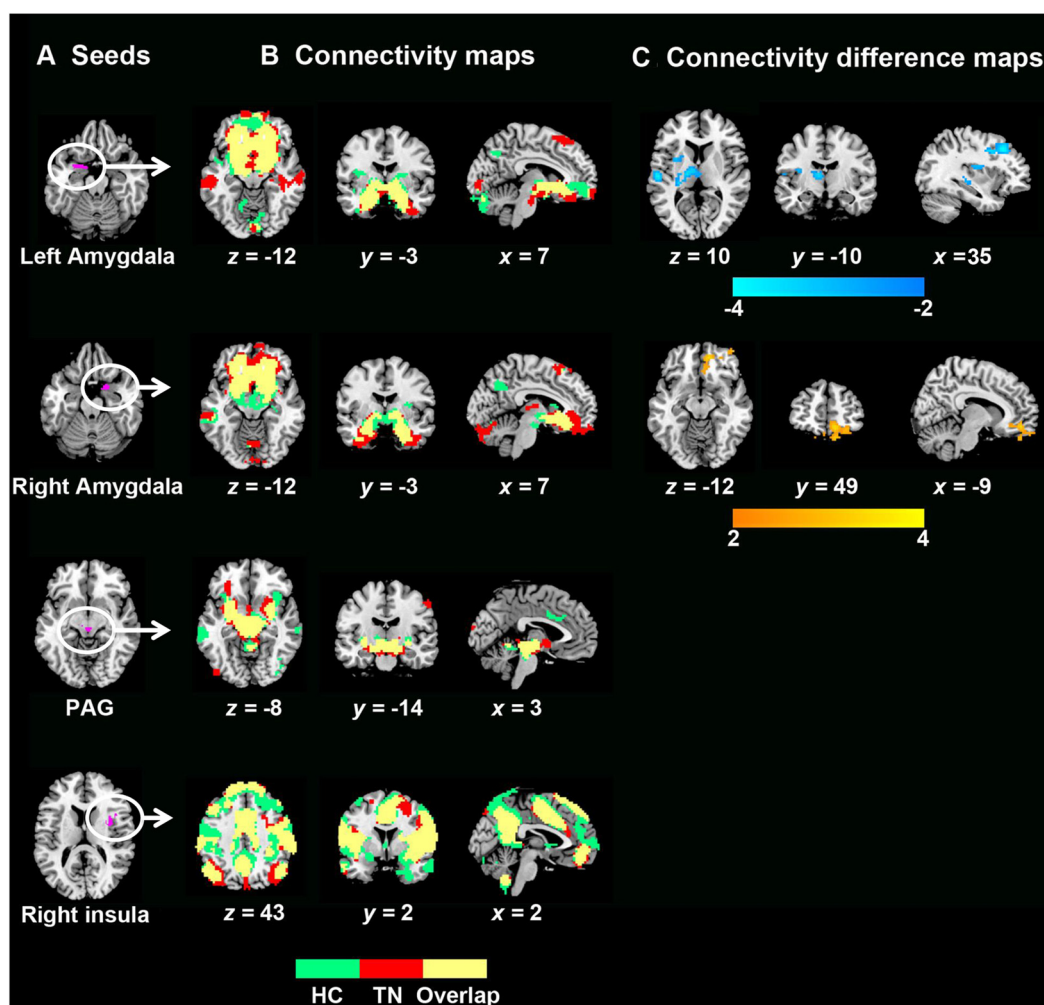 A Seeds B Connectivity maps C Connectivity difference maps
Left Amygdala z = -12 y = -3 x = 7 z = 10 y = -10 x =35
-4 -2
Right Amygdala z = -12 y = -3 x = 7 z = -12 y = 49 x = -9
2 4
PAG z = -8 y = -14 x = 3
Right insula z = 43 y = 2 x = 2
HC TN Overlap